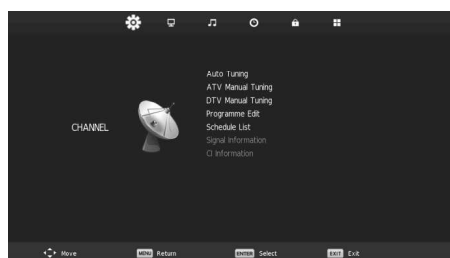 Auto Tuning
ATV Manual Tuning
DTV Manual Tuning
Programme Edit
CHANNEL
Schedule List
Signal Information
CI Information
Move
MENU Return
ENTER Select
EXIT Exit